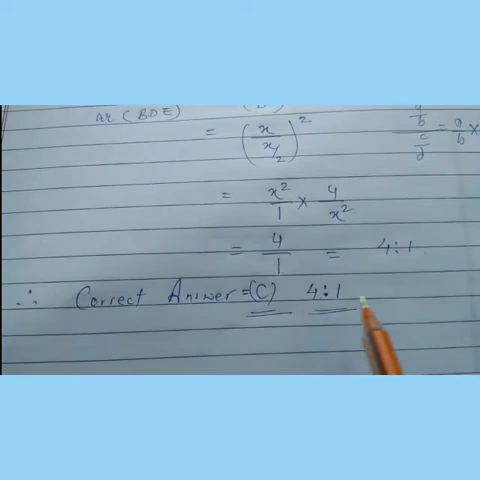 ar (BDE)
= (x / x/2)²
a/b / c/d = a/b ×
= x²/1 × 4/x²
= 4/1 = 4:1
∴ Correct Answer = (C) 4:1